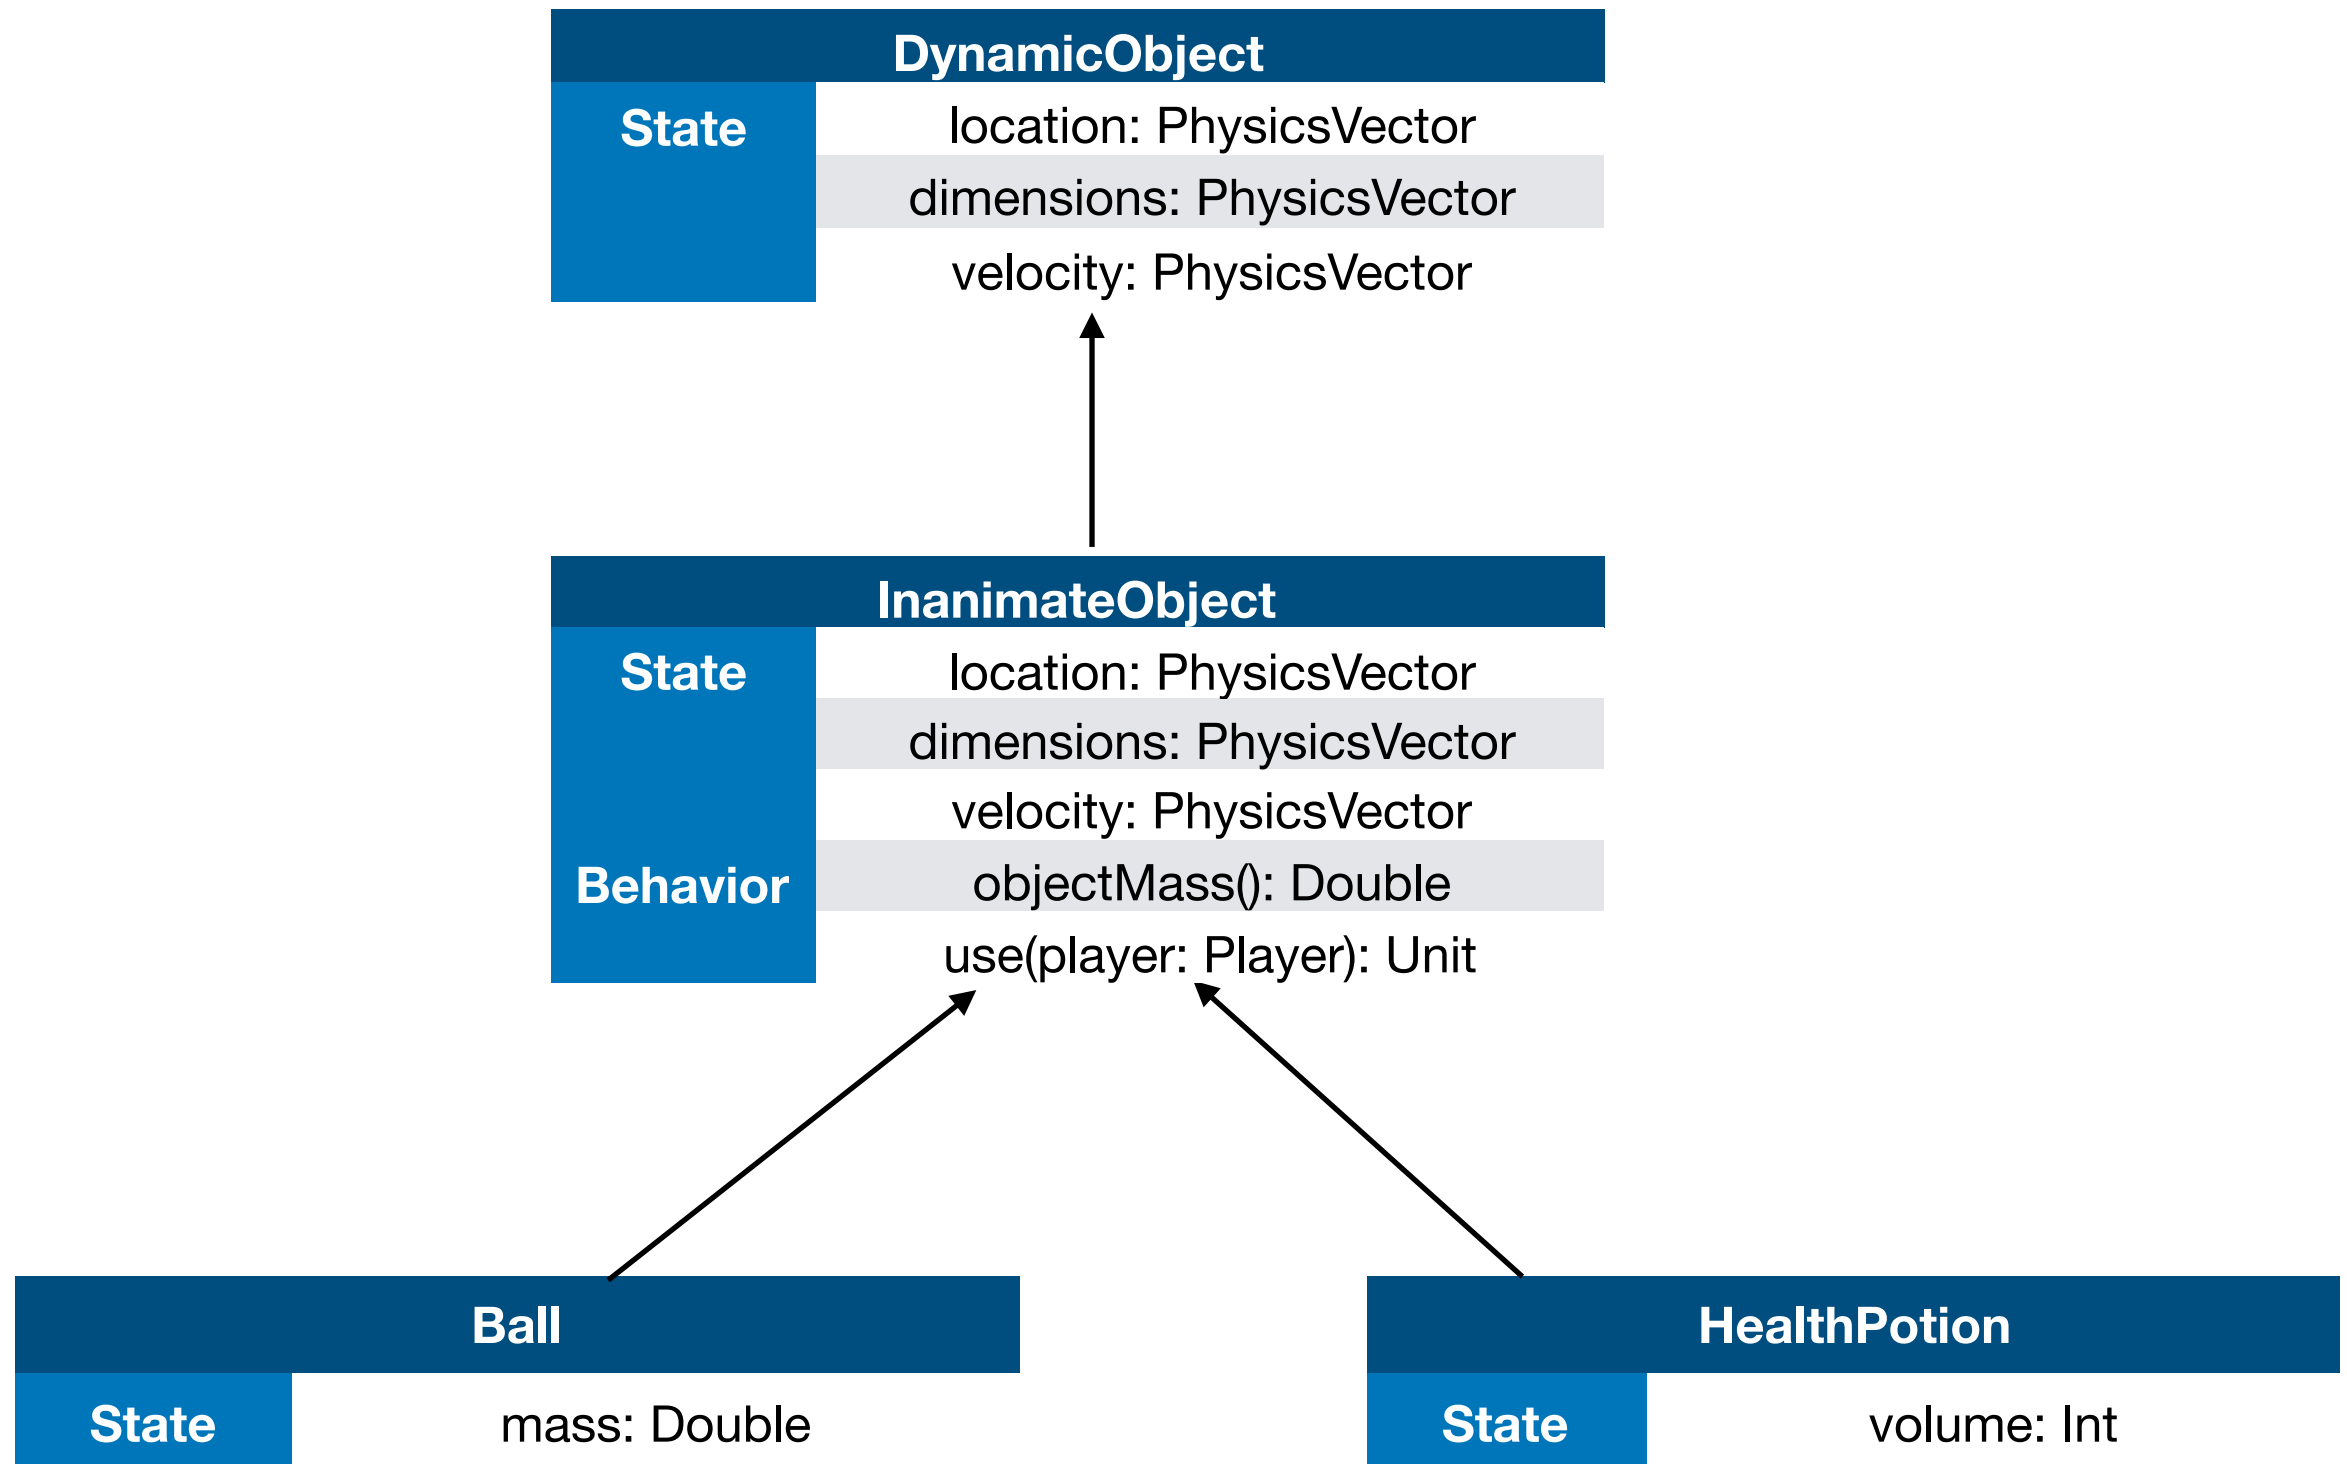 DynamicObject
State location: PhysicsVector
dimensions: PhysicsVector
velocity: PhysicsVector
InanimateObject
State location: PhysicsVector
dimensions: PhysicsVector
velocity: PhysicsVector
Behavior objectMass(): Double
use(player: Player): Unit
Ball
State mass: Double
HealthPotion
State volume: Int